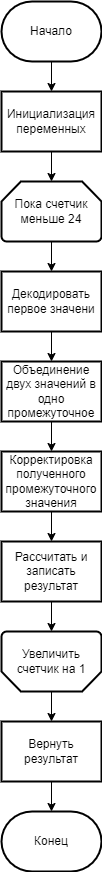 Начало
Инициализация
переменных
Пока счетчик
меньше 24
Декодировать
первое значени
Объединение
двух значений в
одно
промежуточное
Корректировка
полученного
промежуточного
значения
Рассчитать и
записать
результат
Увеличить
счетчик на 1
Вернуть
результат
Конец